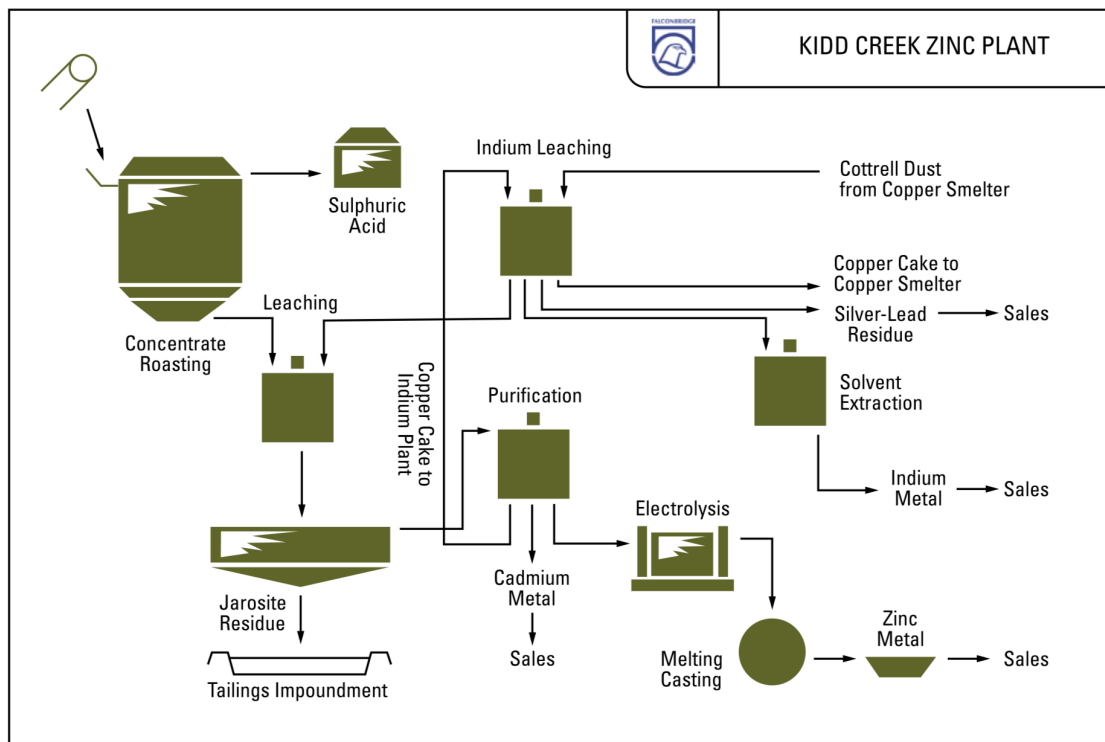 FALCONBRIDGE
KIDD CREEK ZINC PLANT
Indium Leaching
Cottrell Dust
from Copper Smelter
Sulphuric
Acid
Copper Cake to
Copper Smelter
Leaching
Silver-Lead
Residue
Sales
Concentrate
Roasting
Copper Cake to
Indium Plant
Purification
Solvent
Extraction
Indium
Metal
Sales
Electrolysis
Cadmium
Metal
Jarosite
Residue
Zinc
Metal
Sales
Melting
Casting
Sales
Tailings Impoundment